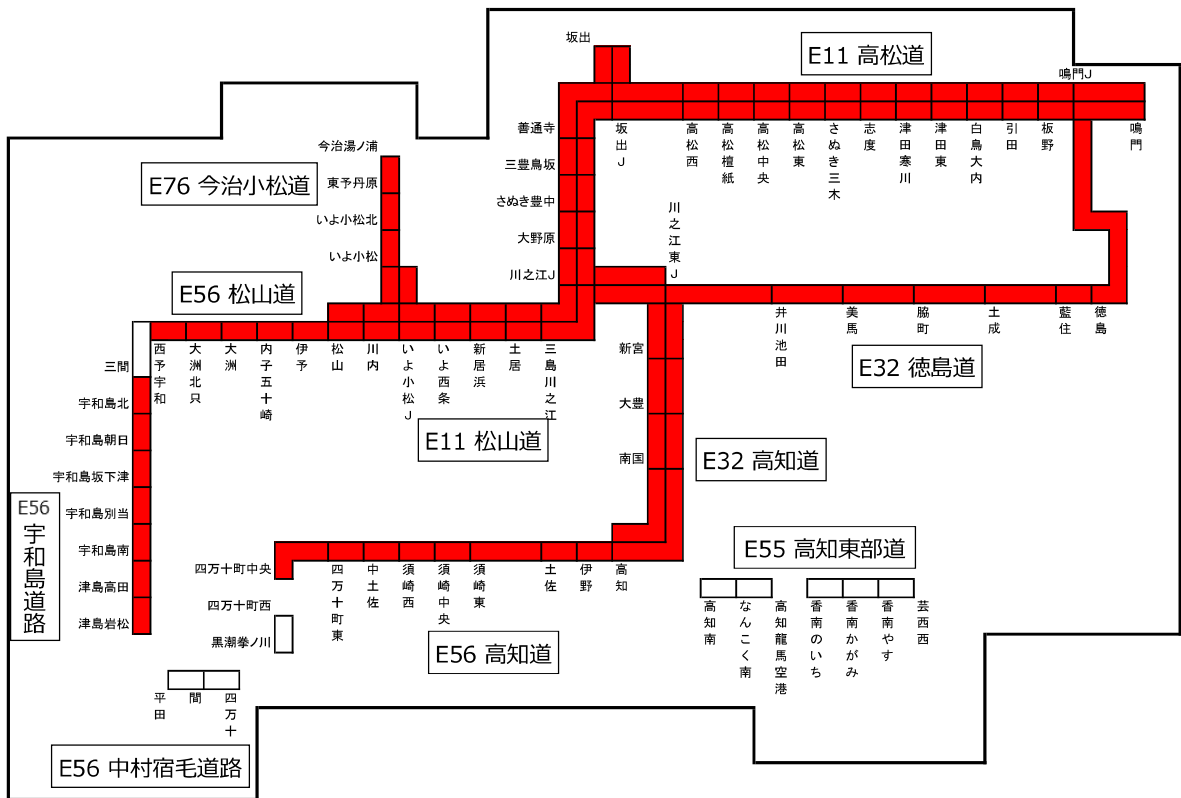 坂出
E11 高松道
鳴門J
善通寺
三豊鳥坂
さぬき豊中
大野原
川之江J
坂出J
高松西
高松檀紙
高松中央
高松東
さぬき三木
志度
津田寒川
津田東
白鳥大内
引田
板野
鳴門
今治湯ノ浦
東予丹原
いよ小松北
いよ小松
E76 今治小松道
川之江東J
E56 松山道
三間
西予宇和
大洲北只
大洲
内子五十崎
伊予
松山
川内
いよ小松J
いよ西条
新居浜
土居
三島川之江
E11 松山道
井川池田
美馬
脇町
土成
藍住
徳島
E32 徳島道
新宮
大豊
南国
E32 高知道
宇和島北
宇和島朝日
宇和島坂下津
宇和島別当
宇和島南
津島高田
津島岩松
E56
宇和島道路
四万十町中央
四万十町西
黒潮拳ノ川
四万十町東
中土佐
須崎西
須崎中央
須崎東
土佐
伊野
高知
E56 高知道
E55 高知東部道
高知南
なんこく南
高知龍馬空港
香南のいち
香南かがみ
香南やす
芸西西
平田
間
四万十
E56 中村宿毛道路